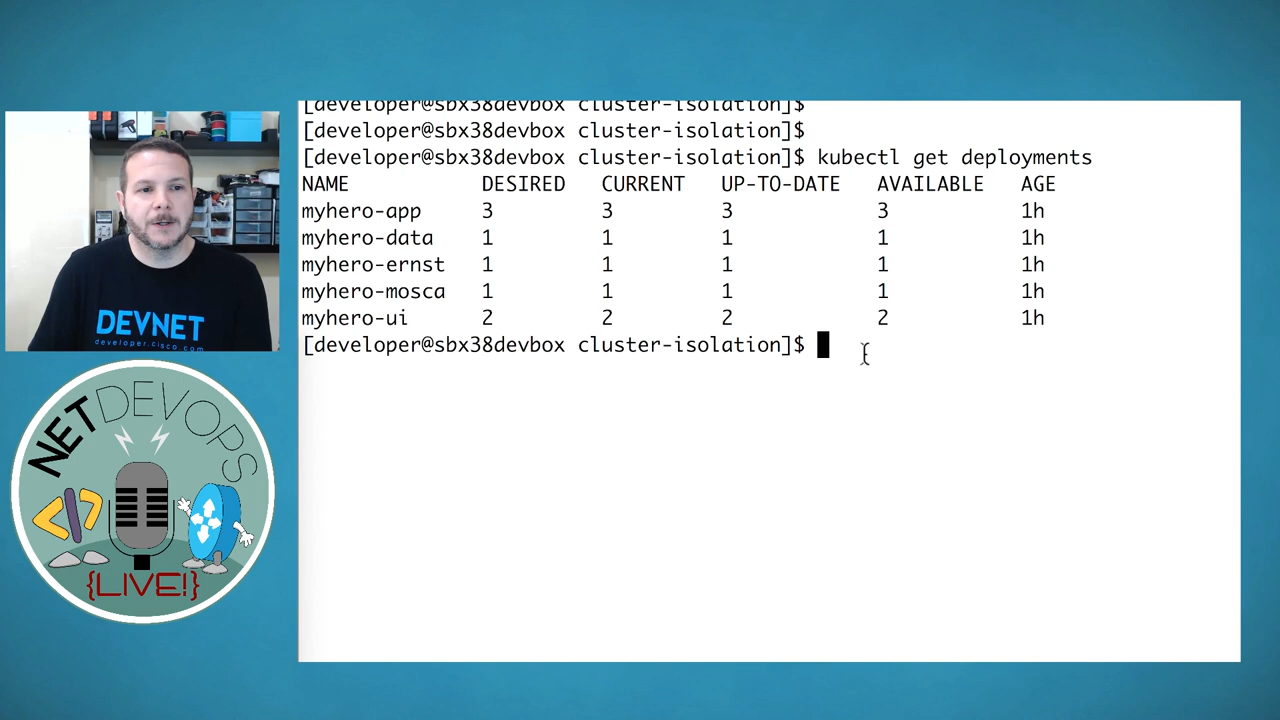 [developer@sbx38devbox cluster-isolation]$
[developer@sbx38devbox cluster-isolation]$
[developer@sbx38devbox cluster-isolation]$ kubectl get deployments
NAME DESIRED CURRENT UP-TO-DATE AVAILABLE AGE
myhero-app 3 3 3 3 1h
myhero-data 1 1 1 1 1h
myhero-ernst 1 1 1 1 1h
myhero-mosca 1 1 1 1 1h
myhero-ui 2 2 2 2 1h
[developer@sbx38devbox cluster-isolation]$
DEVNET
developer.cisco.com
NETDEVOPS
</>
{LIVE!}